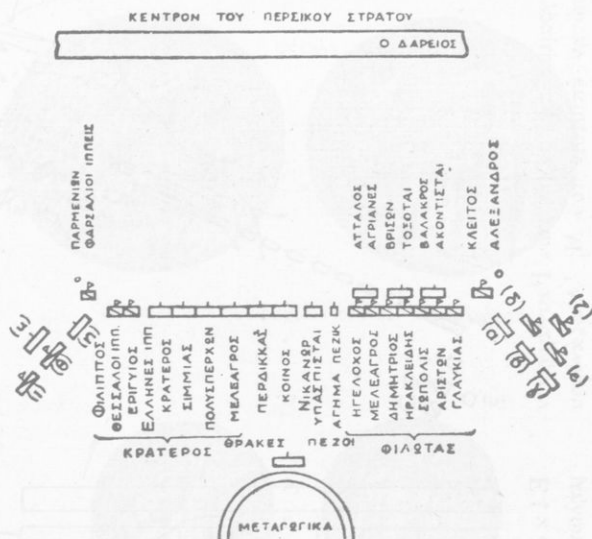 ΚΕΝΤΡΟΝ ΤΟΥ ΠΕΡΣΙΚΟΥ ΣΤΡΑΤΟΥ
Ο ΔΑΡΕΙΟΣ
ΠΑΡΜΕΝΙΩΝ
ΦΑΡΣΑΛΙΟΙ ΙΠΠΕΙΣ
ΑΤΤΑΛΟΣ
ΑΓΡΙΑΝΕΣ
ΒΡΙΣΩΝ
ΤΟΞΟΤΑΙ
ΒΑΛΑΚΡΟΣ
ΑΚΟΝΤΙΣΤΑΙ
ΚΛΕΙΤΟΣ
ΑΛΕΞΑΝΔΡΟΣ
(θ)
(ι)
(α)
(β)
(γ)
(δ)
(ε)
(ζ)
ΦΙΛΙΠΠΟΣ
ΘΕΣΣΑΛΟΙ ΙΠΠ.
ΕΡΙΓΥΙΟΣ
ΕΛΛΗΝΕΣ ΙΠΠ
ΚΡΑΤΕΡΟΣ
ΣΙΜΜΙΑΣ
ΠΟΛΥΣΠΕΡΧΩΝ
ΜΕΛΕΑΓΡΟΣ
ΠΕΡΔΙΚΚΑΣ
ΚΟΙΝΟΣ
ΝΙΚΑΝΩΡ
ΥΠΑΣΠΙΣΤΑΙ
ΑΓΗΜΑ ΠΕΖΙΚ.
ΗΓΕΛΟΧΟΣ
ΜΕΛΕΑΓΡΟΣ
ΔΗΜΗΤΡΙΟΣ
ΗΡΑΚΛΕΙΔΗΣ
ΣΩΠΟΛΙΣ
ΑΡΙΣΤΩΝ
ΓΛΑΥΚΙΑΣ
ΚΡΑΤΕΡΟΣ
ΘΡΑΚΕΣ ΠΕΖΟΙ
ΦΙΛΩΤΑΣ
ΜΕΤΑΓΩΓΙΚΑ